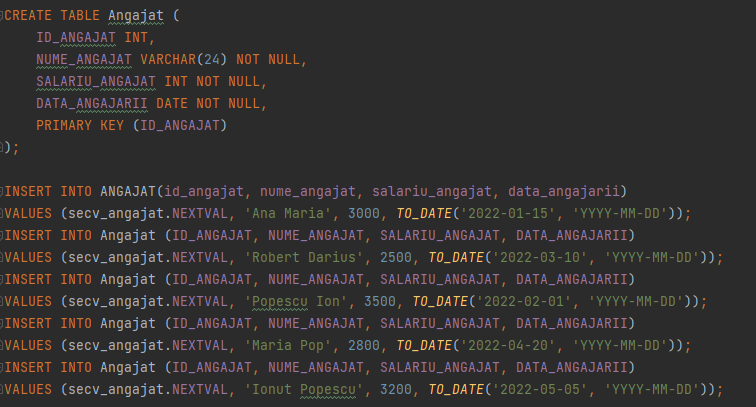 CREATE TABLE Angajat (
ID_ANGAJAT INT,
NUME_ANGAJAT VARCHAR(24) NOT NULL,
SALARIU_ANGAJAT INT NOT NULL,
DATA_ANGAJARII DATE NOT NULL,
PRIMARY KEY (ID_ANGAJAT)
);
INSERT INTO ANGAJAT(id_angajat, nume_angajat, salariu_angajat, data_angajarii)
VALUES (secv_angajat.NEXTVAL, 'Ana Maria', 3000, TO_DATE('2022-01-15', 'YYYY-MM-DD'));
INSERT INTO Angajat (ID_ANGAJAT, NUME_ANGAJAT, SALARIU_ANGAJAT, DATA_ANGAJARII)
VALUES (secv_angajat.NEXTVAL, 'Robert Darius', 2500, TO_DATE('2022-03-10', 'YYYY-MM-DD'));
INSERT INTO Angajat (ID_ANGAJAT, NUME_ANGAJAT, SALARIU_ANGAJAT, DATA_ANGAJARII)
VALUES (secv_angajat.NEXTVAL, 'Popescu Ion', 3500, TO_DATE('2022-02-01', 'YYYY-MM-DD'));
INSERT INTO Angajat (ID_ANGAJAT, NUME_ANGAJAT, SALARIU_ANGAJAT, DATA_ANGAJARII)
VALUES (secv_angajat.NEXTVAL, 'Maria Pop', 2800, TO_DATE('2022-04-20', 'YYYY-MM-DD'));
INSERT INTO Angajat (ID_ANGAJAT, NUME_ANGAJAT, SALARIU_ANGAJAT, DATA_ANGAJARII)
VALUES (secv_angajat.NEXTVAL, 'Ionut Popescu', 3200, TO_DATE('2022-05-05', 'YYYY-MM-DD'));